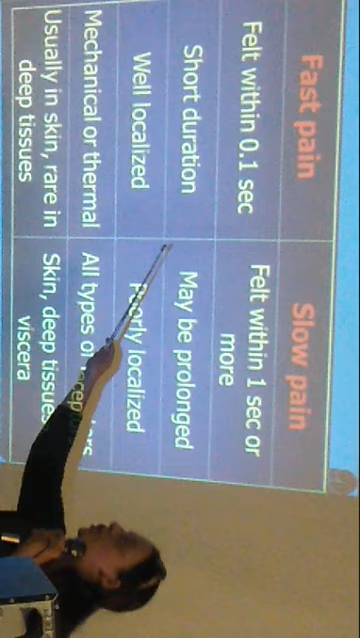 Fast pain
Slow pain
Felt within 0.1 sec
Felt within 1 sec or
more
Short duration
May be prolonged
Well localized
Poorly localized
Mechanical or thermal
All types of
Usually in skin, rare in
deep tissues
Skin, deep tissues
viscera